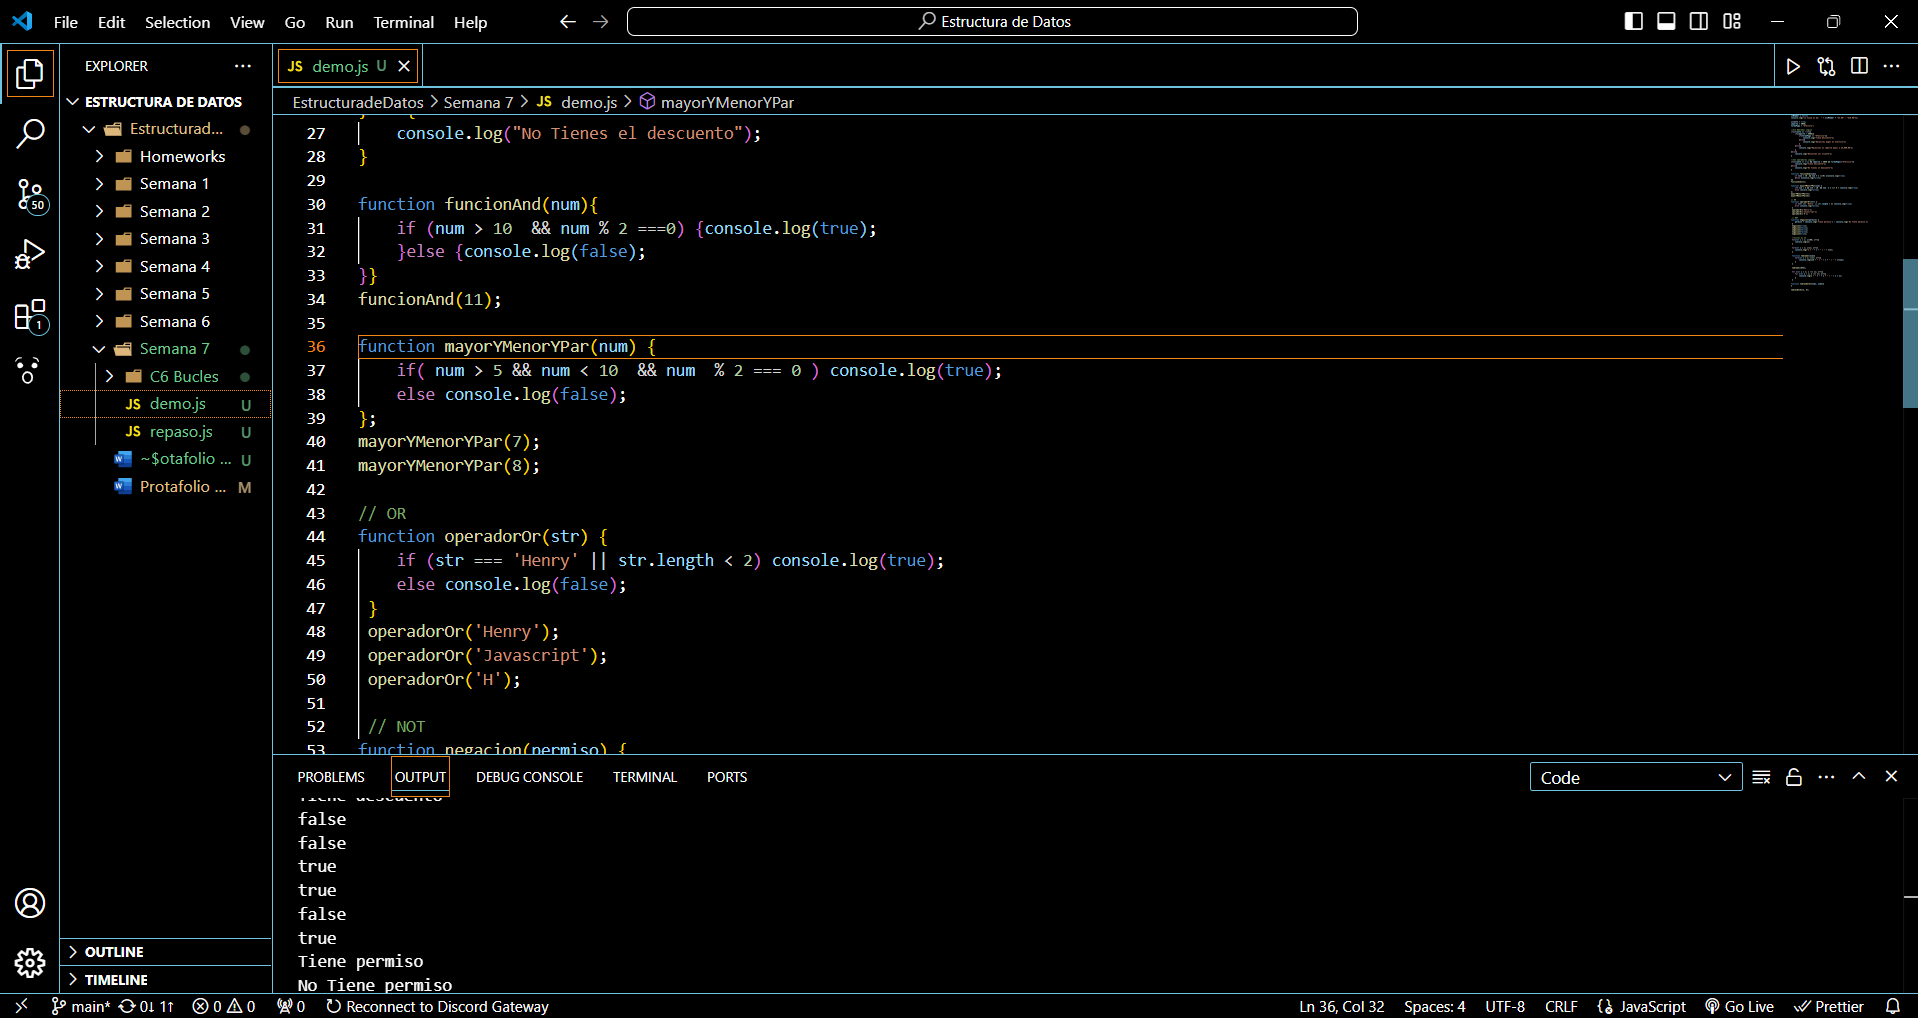 File Edit Selection View Go Run Terminal Help
Estructura de Datos
EXPLORER
JS demo.js U
ESTRUCTURA DE DATOS
EstructuradeDatos > Semana 7 > JS demo.js > mayorYMenorYPar
Estructurad...
Homeworks
Semana 1
Semana 2
Semana 3
Semana 4
Semana 5
Semana 6
Semana 7
C6 Bucles
JS demo.js U
JS repaso.js U
~$otafolio ... U
Protafolio ... M
50
1
27 console.log("No Tienes el descuento");
28 }
29
30 function funcionAnd(num){
31 if (num > 10  && num % 2 ===0) {console.log(true);
32 }else {console.log(false);
33 }}
34 funcionAnd(11);
35
36 function mayorYMenorYPar(num) {
37 if( num > 5 && num < 10  && num  % 2 === 0 ) console.log(true);
38 else console.log(false);
39 };
40 mayorYMenorYPar(7);
41 mayorYMenorYPar(8);
42
43 // OR
44 function operadorOr(str) {
45 if (str === 'Henry' || str.length < 2) console.log(true);
46 else console.log(false);
47 }
48 operadorOr('Henry');
49 operadorOr('Javascript');
50 operadorOr('H');
51
52 // NOT
53 function negacion(permiso) {
PROBLEMS OUTPUT DEBUG CONSOLE TERMINAL PORTS
Code
Tiene descuento
false
false
true
true
false
true
Tiene permiso
No Tiene permiso
OUTLINE
TIMELINE
main* 0↓ 1↑ 0 0 0 Reconnect to Discord Gateway
Ln 36, Col 32 Spaces: 4 UTF-8 CRLF {} JavaScript Go Live Prettier